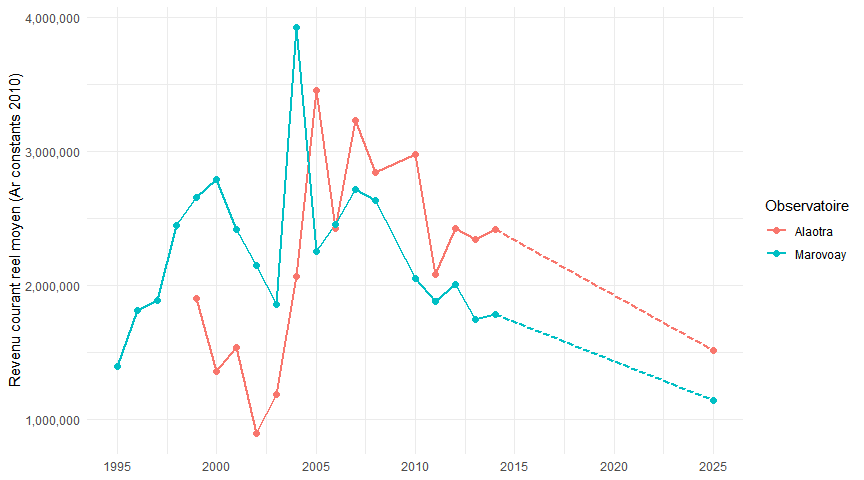 Revenu courant reel moyen (Ar constants 2010)
4,000,000
3,000,000
2,000,000
1,000,000
1995 2000 2005 2010 2015 2020 2025
Observatoire
Alaotra
Marovoay